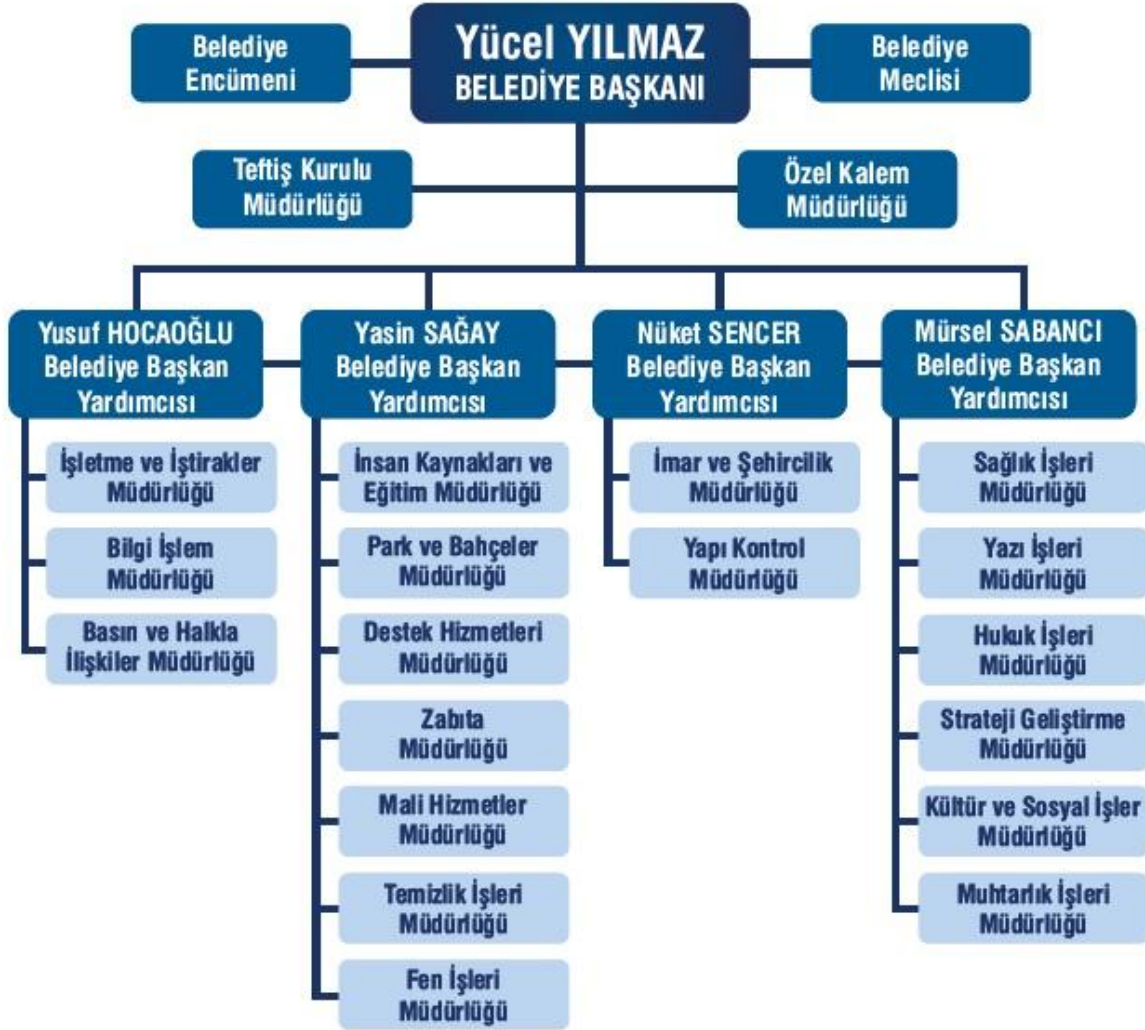 Belediye
Encümeni
Yücel YILMAZ
BELEDİYE BAŞKANI
Belediye
Meclisi
Teftiş Kurulu
Müdürlüğü
Özel Kalem
Müdürlüğü
Yusuf HOCAOĞLU
Belediye Başkan
Yardımcısı
İşletme ve İştirakler
Müdürlüğü
Bilgi İşlem
Müdürlüğü
Basın ve Halkla
İlişkiler Müdürlüğü
Yasin SAĞAY
Belediye Başkan
Yardımcısı
İnsan Kaynakları ve
Eğitim Müdürlüğü
Park ve Bahçeler
Müdürlüğü
Destek Hizmetleri
Müdürlüğü
Zabıta
Müdürlüğü
Mali Hizmetler
Müdürlüğü
Temizlik İşleri
Müdürlüğü
Fen İşleri
Müdürlüğü
Nüket SENCER
Belediye Başkan
Yardımcısı
İmar ve Şehircilik
Müdürlüğü
Yapı Kontrol
Müdürlüğü
Mürsel SABANCI
Belediye Başkan
Yardımcısı
Sağlık İşleri
Müdürlüğü
Yazı İşleri
Müdürlüğü
Hukuk İşleri
Müdürlüğü
Strateji Geliştirme
Müdürlüğü
Kültür ve Sosyal İşler
Müdürlüğü
Muhtarlık İşleri
Müdürlüğü